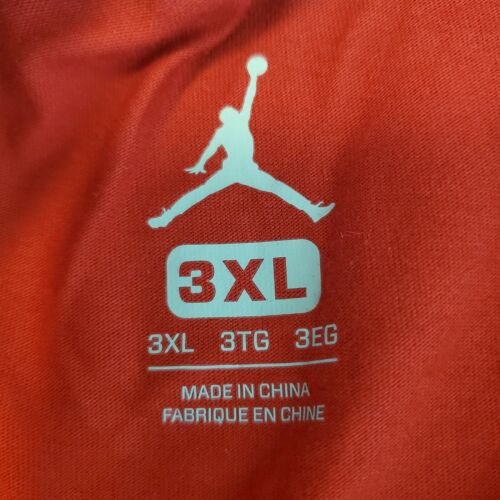 3XL
3XL 3TG 3EG
MADE IN CHINA
FABRIQUE EN CHINE